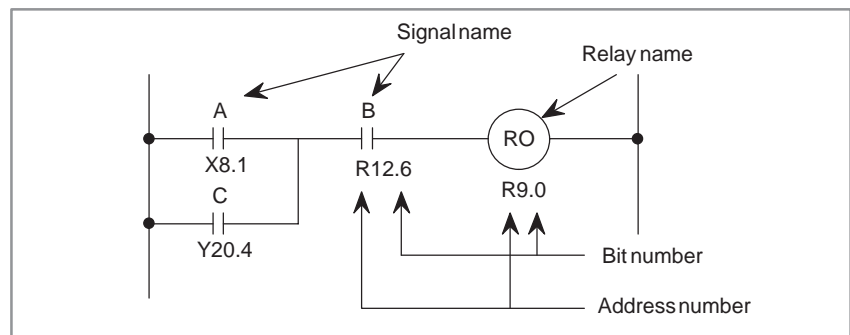 Signal name
Relay name
A
B
RO
X8.1
R12.6
R9.0
C
Y20.4
Bit number
Address number